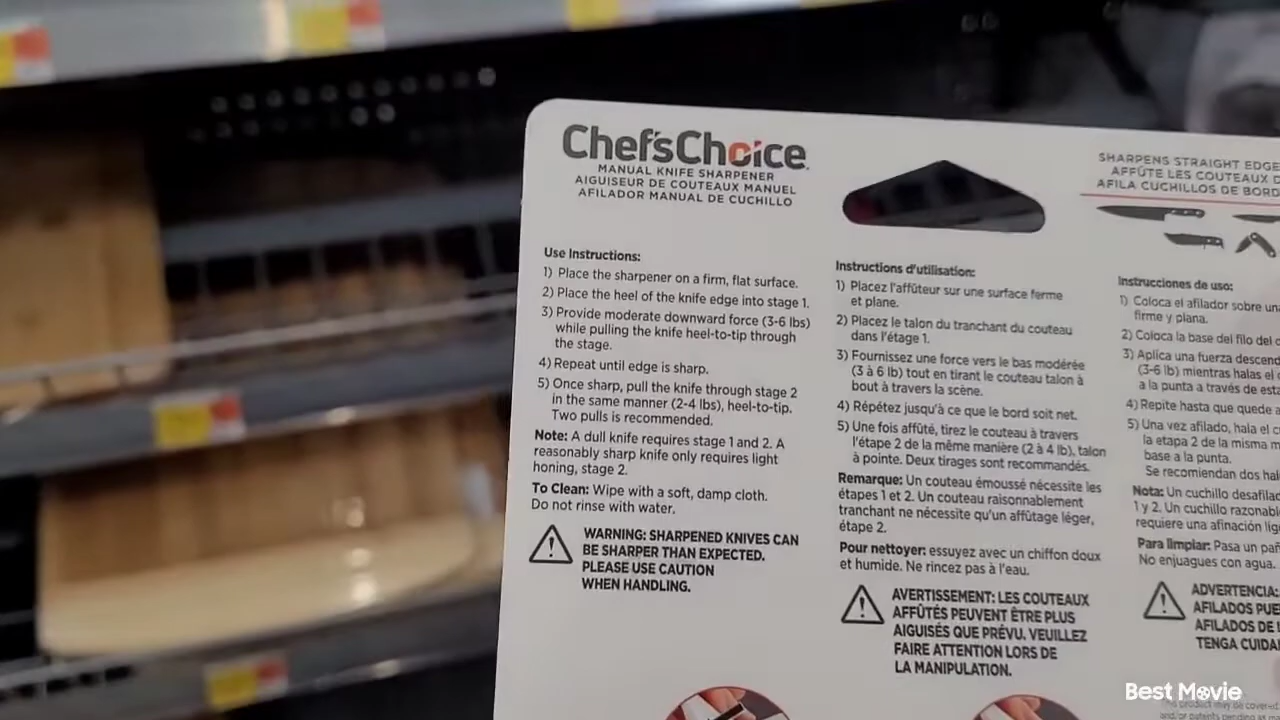 Chef'sChoice
MANUAL KNIFE SHARPENER
AIGUISEUR DE COUTEAUX MANUEL
AFILADOR MANUAL DE CUCHILLO
SHARPENS STRAIGHT EDGE
AFFÛTE LES COUTEAUX
AFILA CUCHILLOS DE
Use Instructions:
1) Place the sharpener on a firm, flat surface.
2) Place the heel of the knife edge into stage 1.
3) Provide moderate downward force (3-6 lbs)
while pulling the knife heel-to-tip through
the stage.
4) Repeat until edge is sharp.
5) Once sharp, pull the knife through stage 2
in the same manner (2-4 lbs), heel-to-tip.
Two pulls is recommended.
Note: A dull knife requires stage 1 and 2. A
reasonably sharp knife only requires light
honing, stage 2.
To Clean: Wipe with a soft, damp cloth.
Do not rinse with water.
WARNING: SHARPENED KNIVES CAN
BE SHARPER THAN EXPECTED.
PLEASE USE CAUTION
WHEN HANDLING.
Instructions d'utilisation:
1) Placez l'affûteur sur une surface ferme
et plane.
2) Placez le talon du tranchant du couteau
dans l'étage 1.
3) Fournissez une force vers le bas modérée
(3 à 6 lb) tout en tirant le couteau talon à
bout à travers la scène.
4) Répétez jusqu'à ce que le bord soit net.
5) Une fois affûté, tirez le couteau à travers
l'étape 2 de la même manière (2 à 4 lb), talon
à pointe. Deux tirages sont recommandés.
Remarque: Un couteau émoussé nécessite les
étapes 1 et 2. Un couteau raisonnablement
tranchant ne nécessite qu'un affûtage léger,
étape 2.
Pour nettoyer: essuyez avec un chiffon doux
et humide. Ne rincez pas à l'eau.
AVERTISSEMENT: LES COUTEAUX
AFFÛTÉS PEUVENT ÊTRE PLUS
AIGUISÉS QUE PRÉVU. VEUILLEZ
FAIRE ATTENTION LORS DE
LA MANIPULATION.
Instrucciones de uso:
1) Coloca el afilador sobre
firme y plana.
2) Coloca la base del filo del
3) Aplica una fuerza
(3-6 lb) mientras halas el
a la punta a través de
4) Repite hasta que quede
5) Una vez afilado, hala el
la etapa 2 de la misma
base a la punta.
Se recomiendan dos
Nota: Un cuchillo
1 y 2. Un cuchillo
requiere una afinación
Para limpiar: Pasa un
No enjuagues con agua.
ADVERTENCIA:
AFILADOS
AFILADOS DE
TENGA
This product may be covered
and/or patents pending
Best Movie